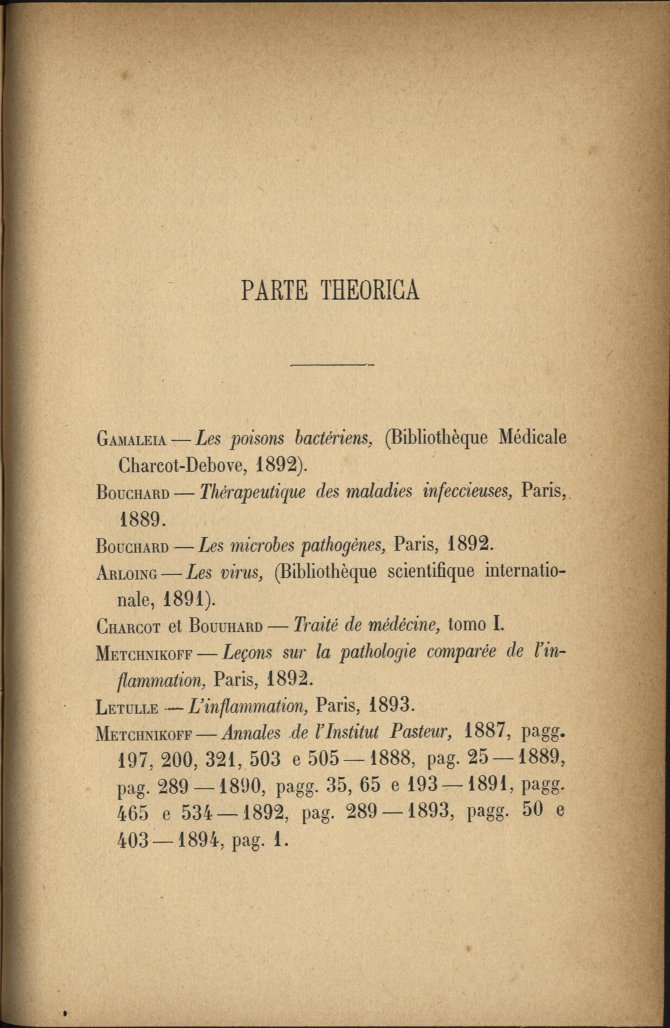 PARTE THEORICA
GAMALEIA — Les poisons bactériens, (Bibliothèque Médicale
Charcot-Debove, 1892).
BOUCHARD — Thérapeutique des maladies infeccieuses, Paris,
1889.
BOUCHARD — Les microbes pathogènes, Paris, 1892.
ARLOING — Les virus, (Bibliothèque scientifique internatio-
nale, 1891).
CHARCOT et BOUUHARD — Traité de médécine, tomo I.
METCHNIKOFF — Leçons sur la pathologie comparée de l'in-
flammation, Paris, 1892.
LETULLE — L'inflammation, Paris, 1893.
METCHNIKOFF — Annales de l'Institut Pasteur, 1887, pagg.
197, 200, 321, 503 e 505 — 1888, pag. 25 — 1889,
pag. 289 — 1890, pagg. 35, 65 e 193 — 1891, pagg.
465 e 534 — 1892, pag. 289 — 1893, pagg. 50 e
403 — 1894, pag. 1.